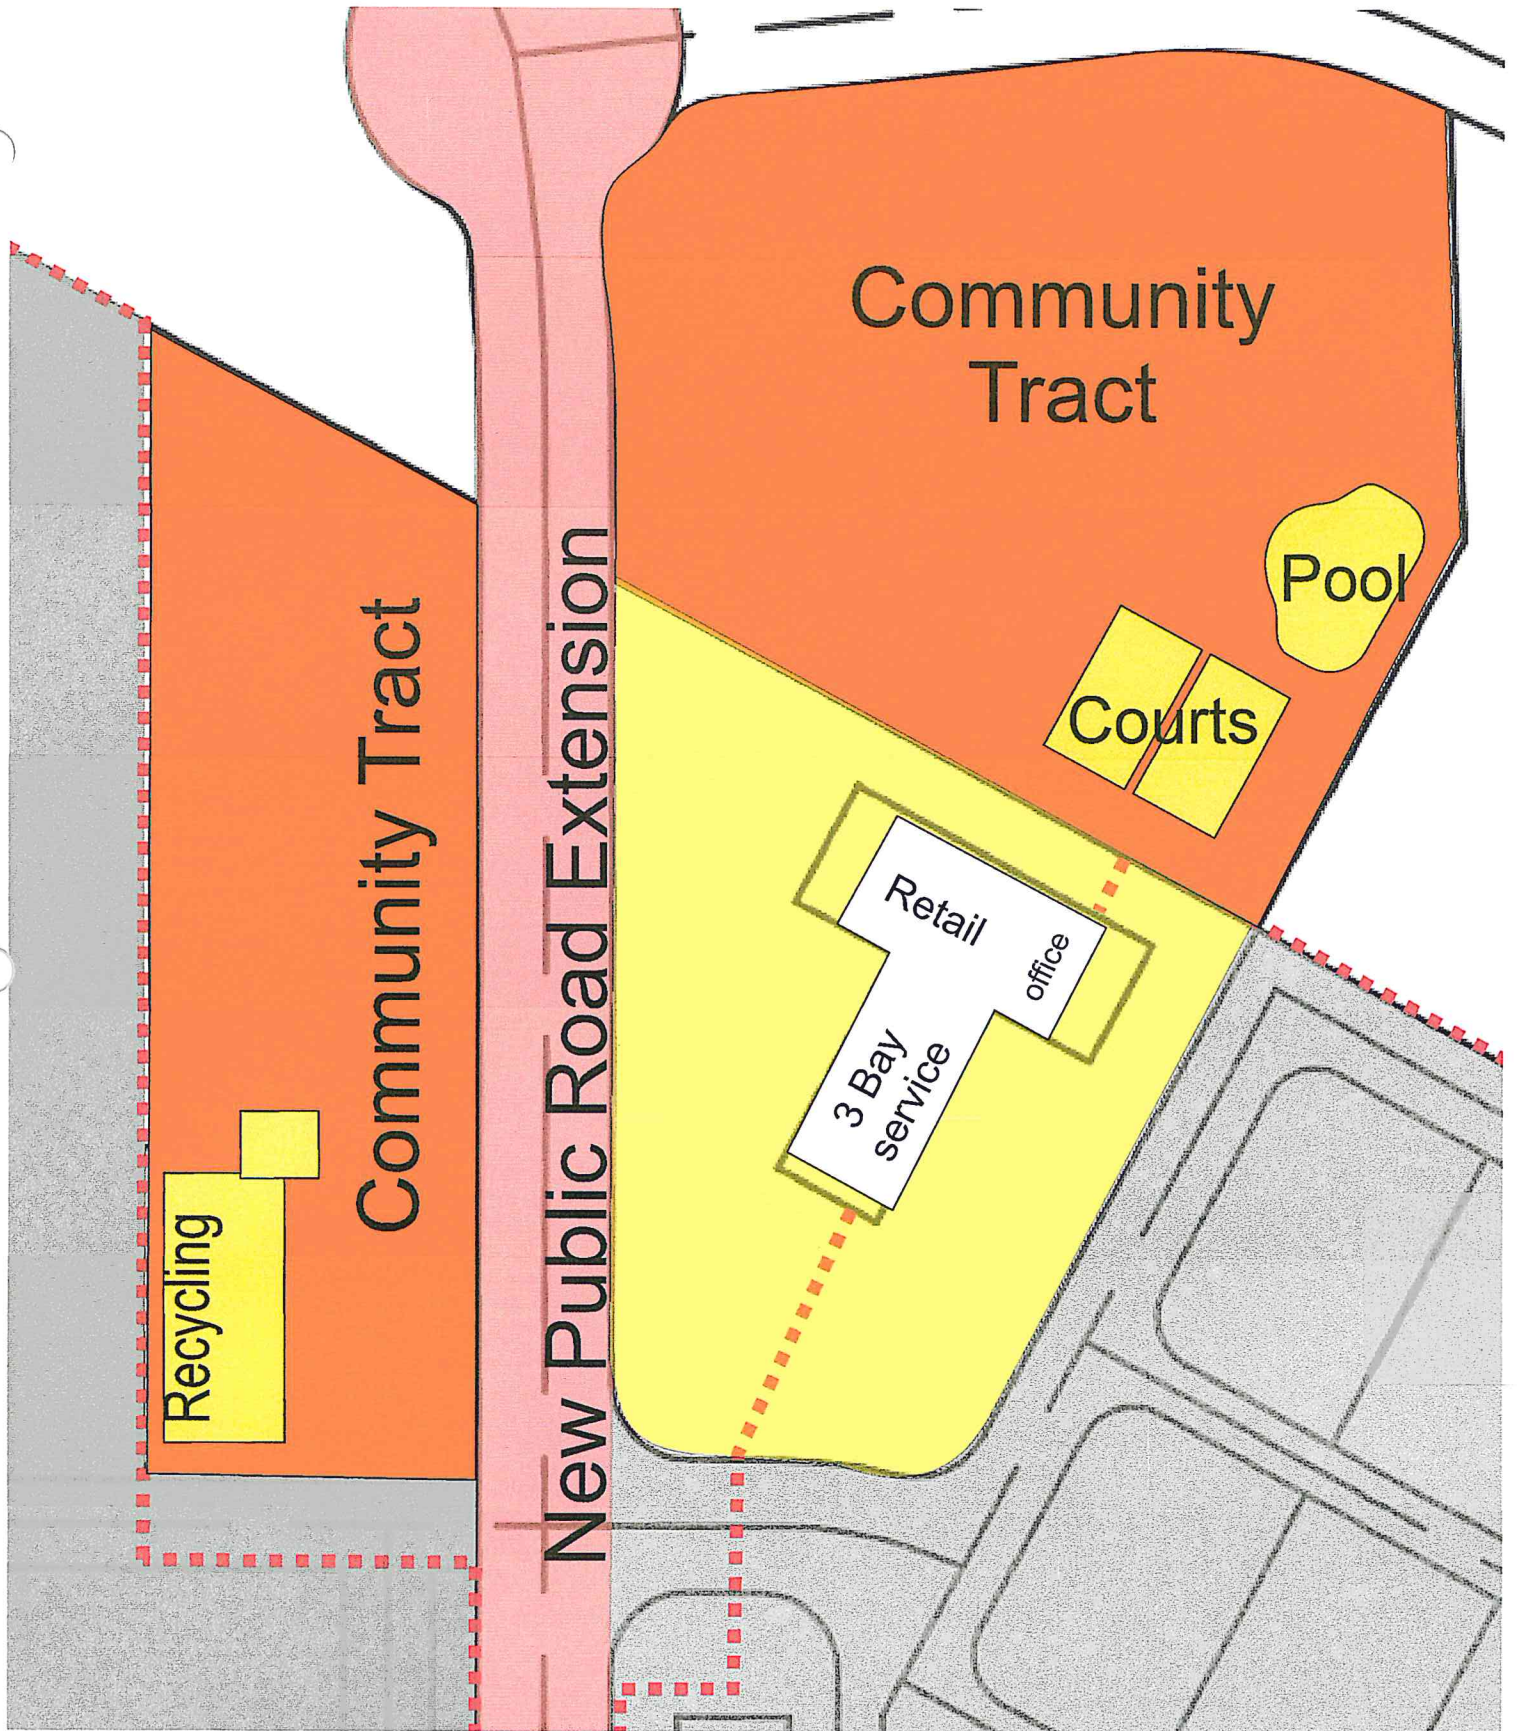 Community
Tract
Pool
Courts
Community Tract
New Public Road Extension
Retail
office
3 Bay
service
Recycling